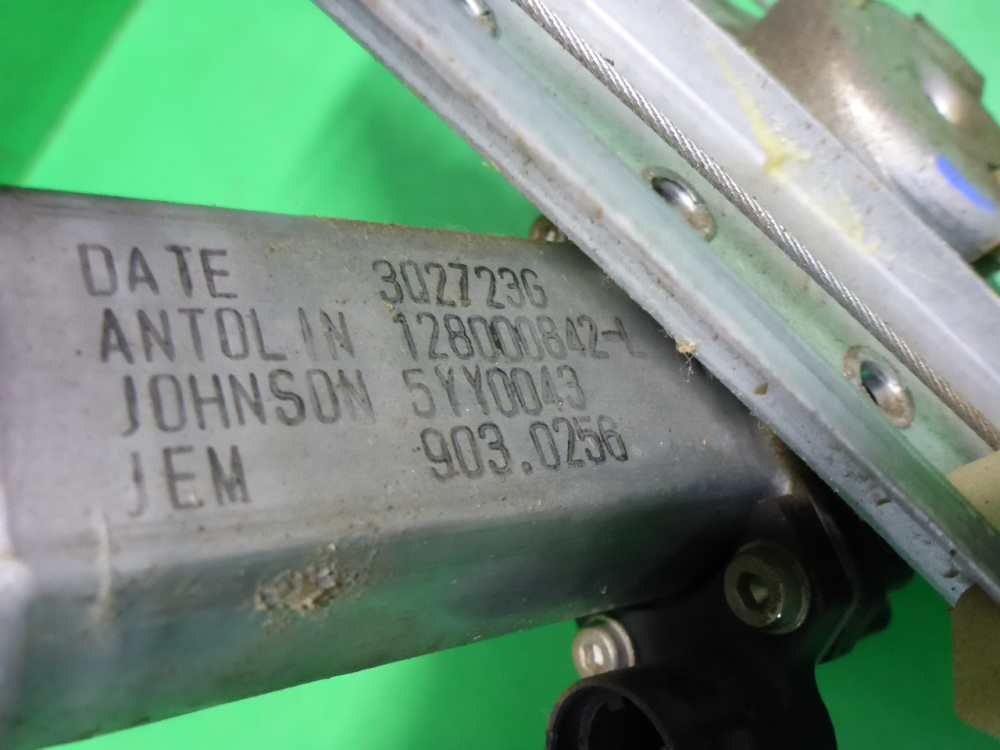 DATE 302723G
ANTOLIN 128000842-L
JOHNSON 5YY0043
JEM 903.0256